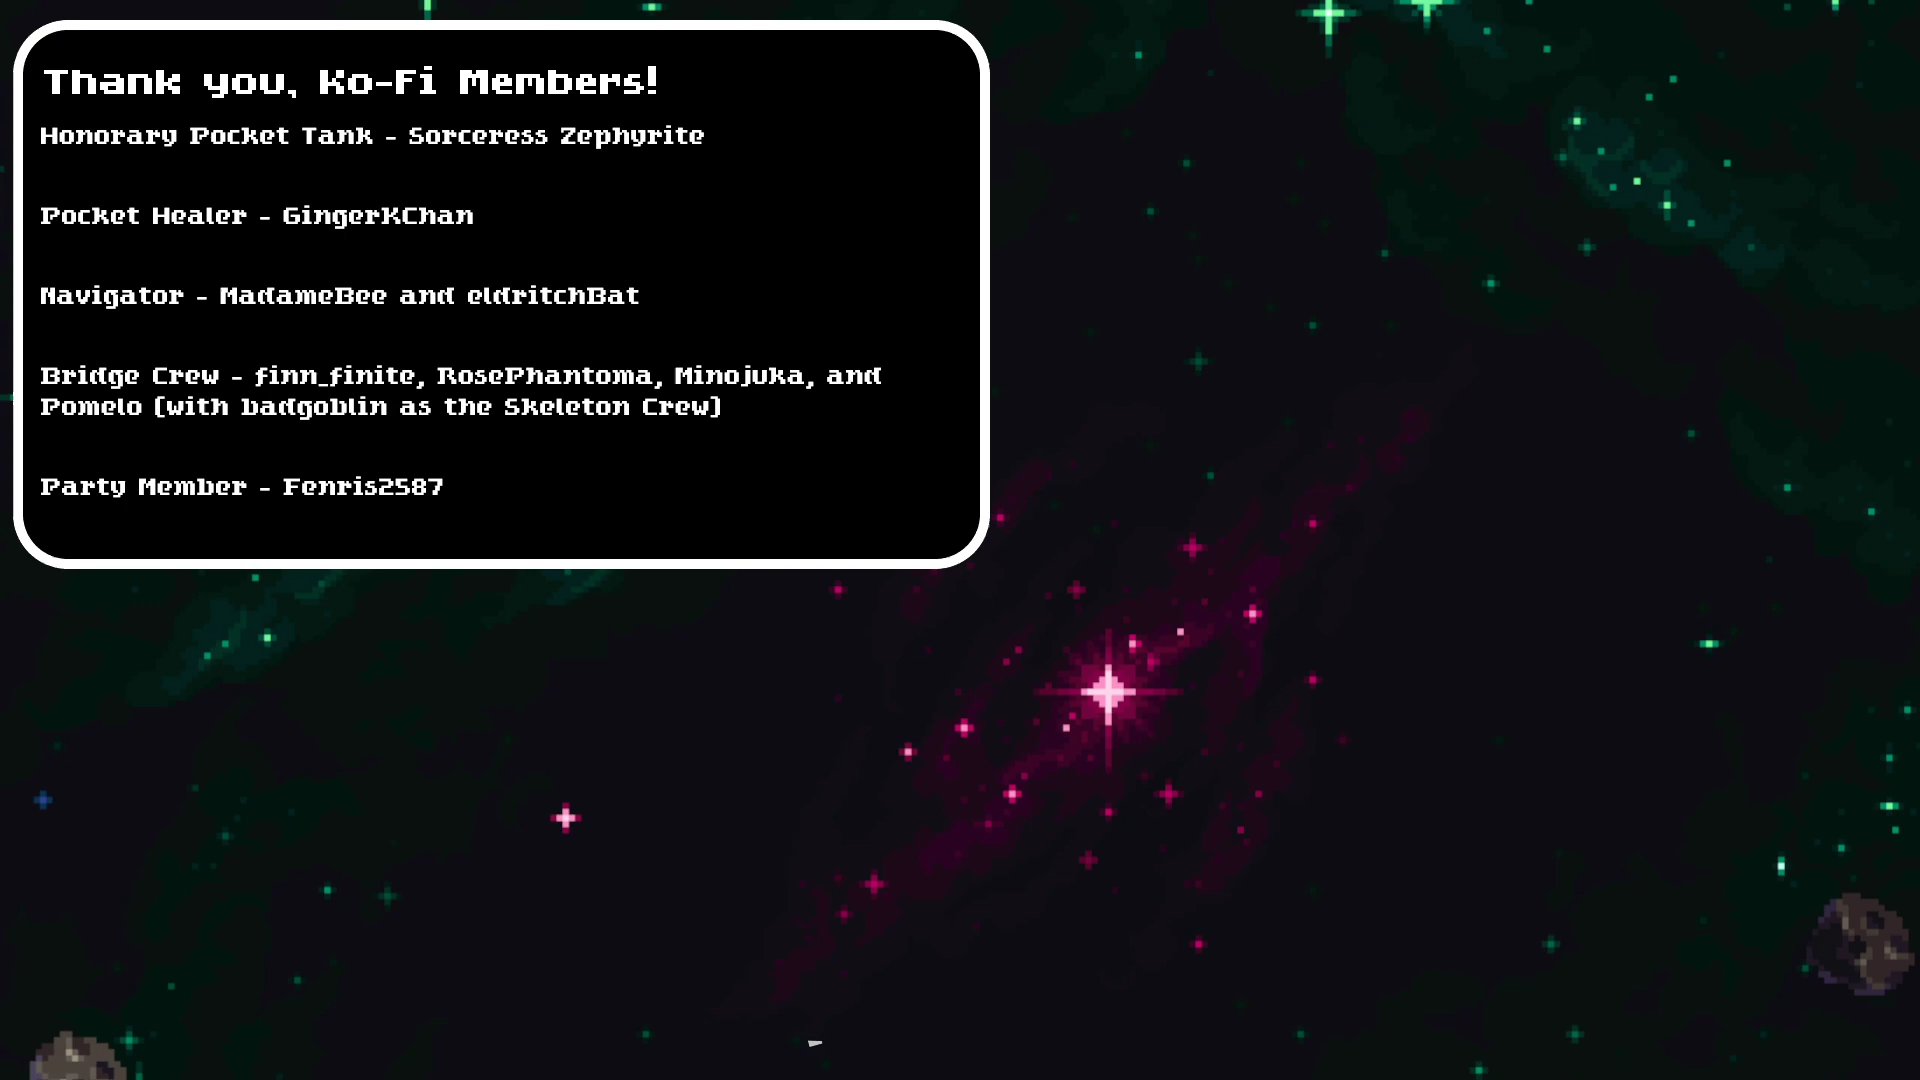 Thank you, Ko-Fi Members!
Honorary Pocket Tank - Sorceress Zephyrite
Pocket Healer - GingerKChan
Navigator - MadameBee and eldritchBat
Bridge Crew - finn_finite, RosePhantoma, Minojuka, and
Pomelo (with badgoblin as the Skeleton Crew)
Party Member - Fenris2587